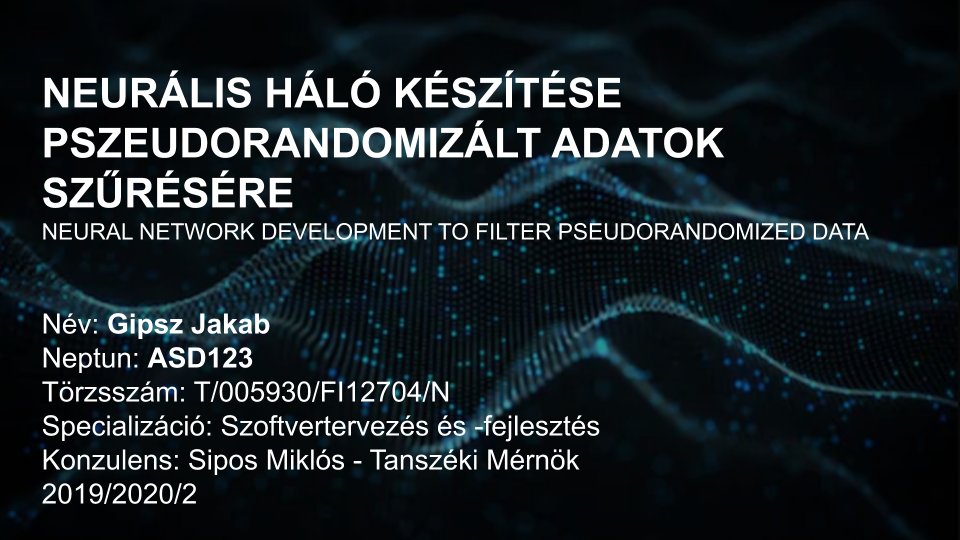 NEURÁLIS HÁLÓ KÉSZÍTÉSE
PSZEUDORANDOMIZÁLT ADATOK
SZŰRÉSÉRE
NEURAL NETWORK DEVELOPMENT TO FILTER PSEUDORANDOMIZED DATA
Név: Gipsz Jakab
Neptun: ASD123
Törzsszám: T/005930/FI12704/N
Specializáció: Szoftvertervezés és -fejlesztés
Konzulens: Sipos Miklós - Tanszéki Mérnök
2019/2020/2